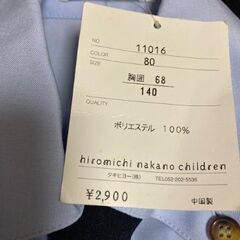 NO
11016
COLOR
80
SIZE
胸囲 68
140
QUALITY
ポリエステル 100%
hiromichi nakano children
タキヒヨー(株) TEL052-202-5536
¥2,900 中国製